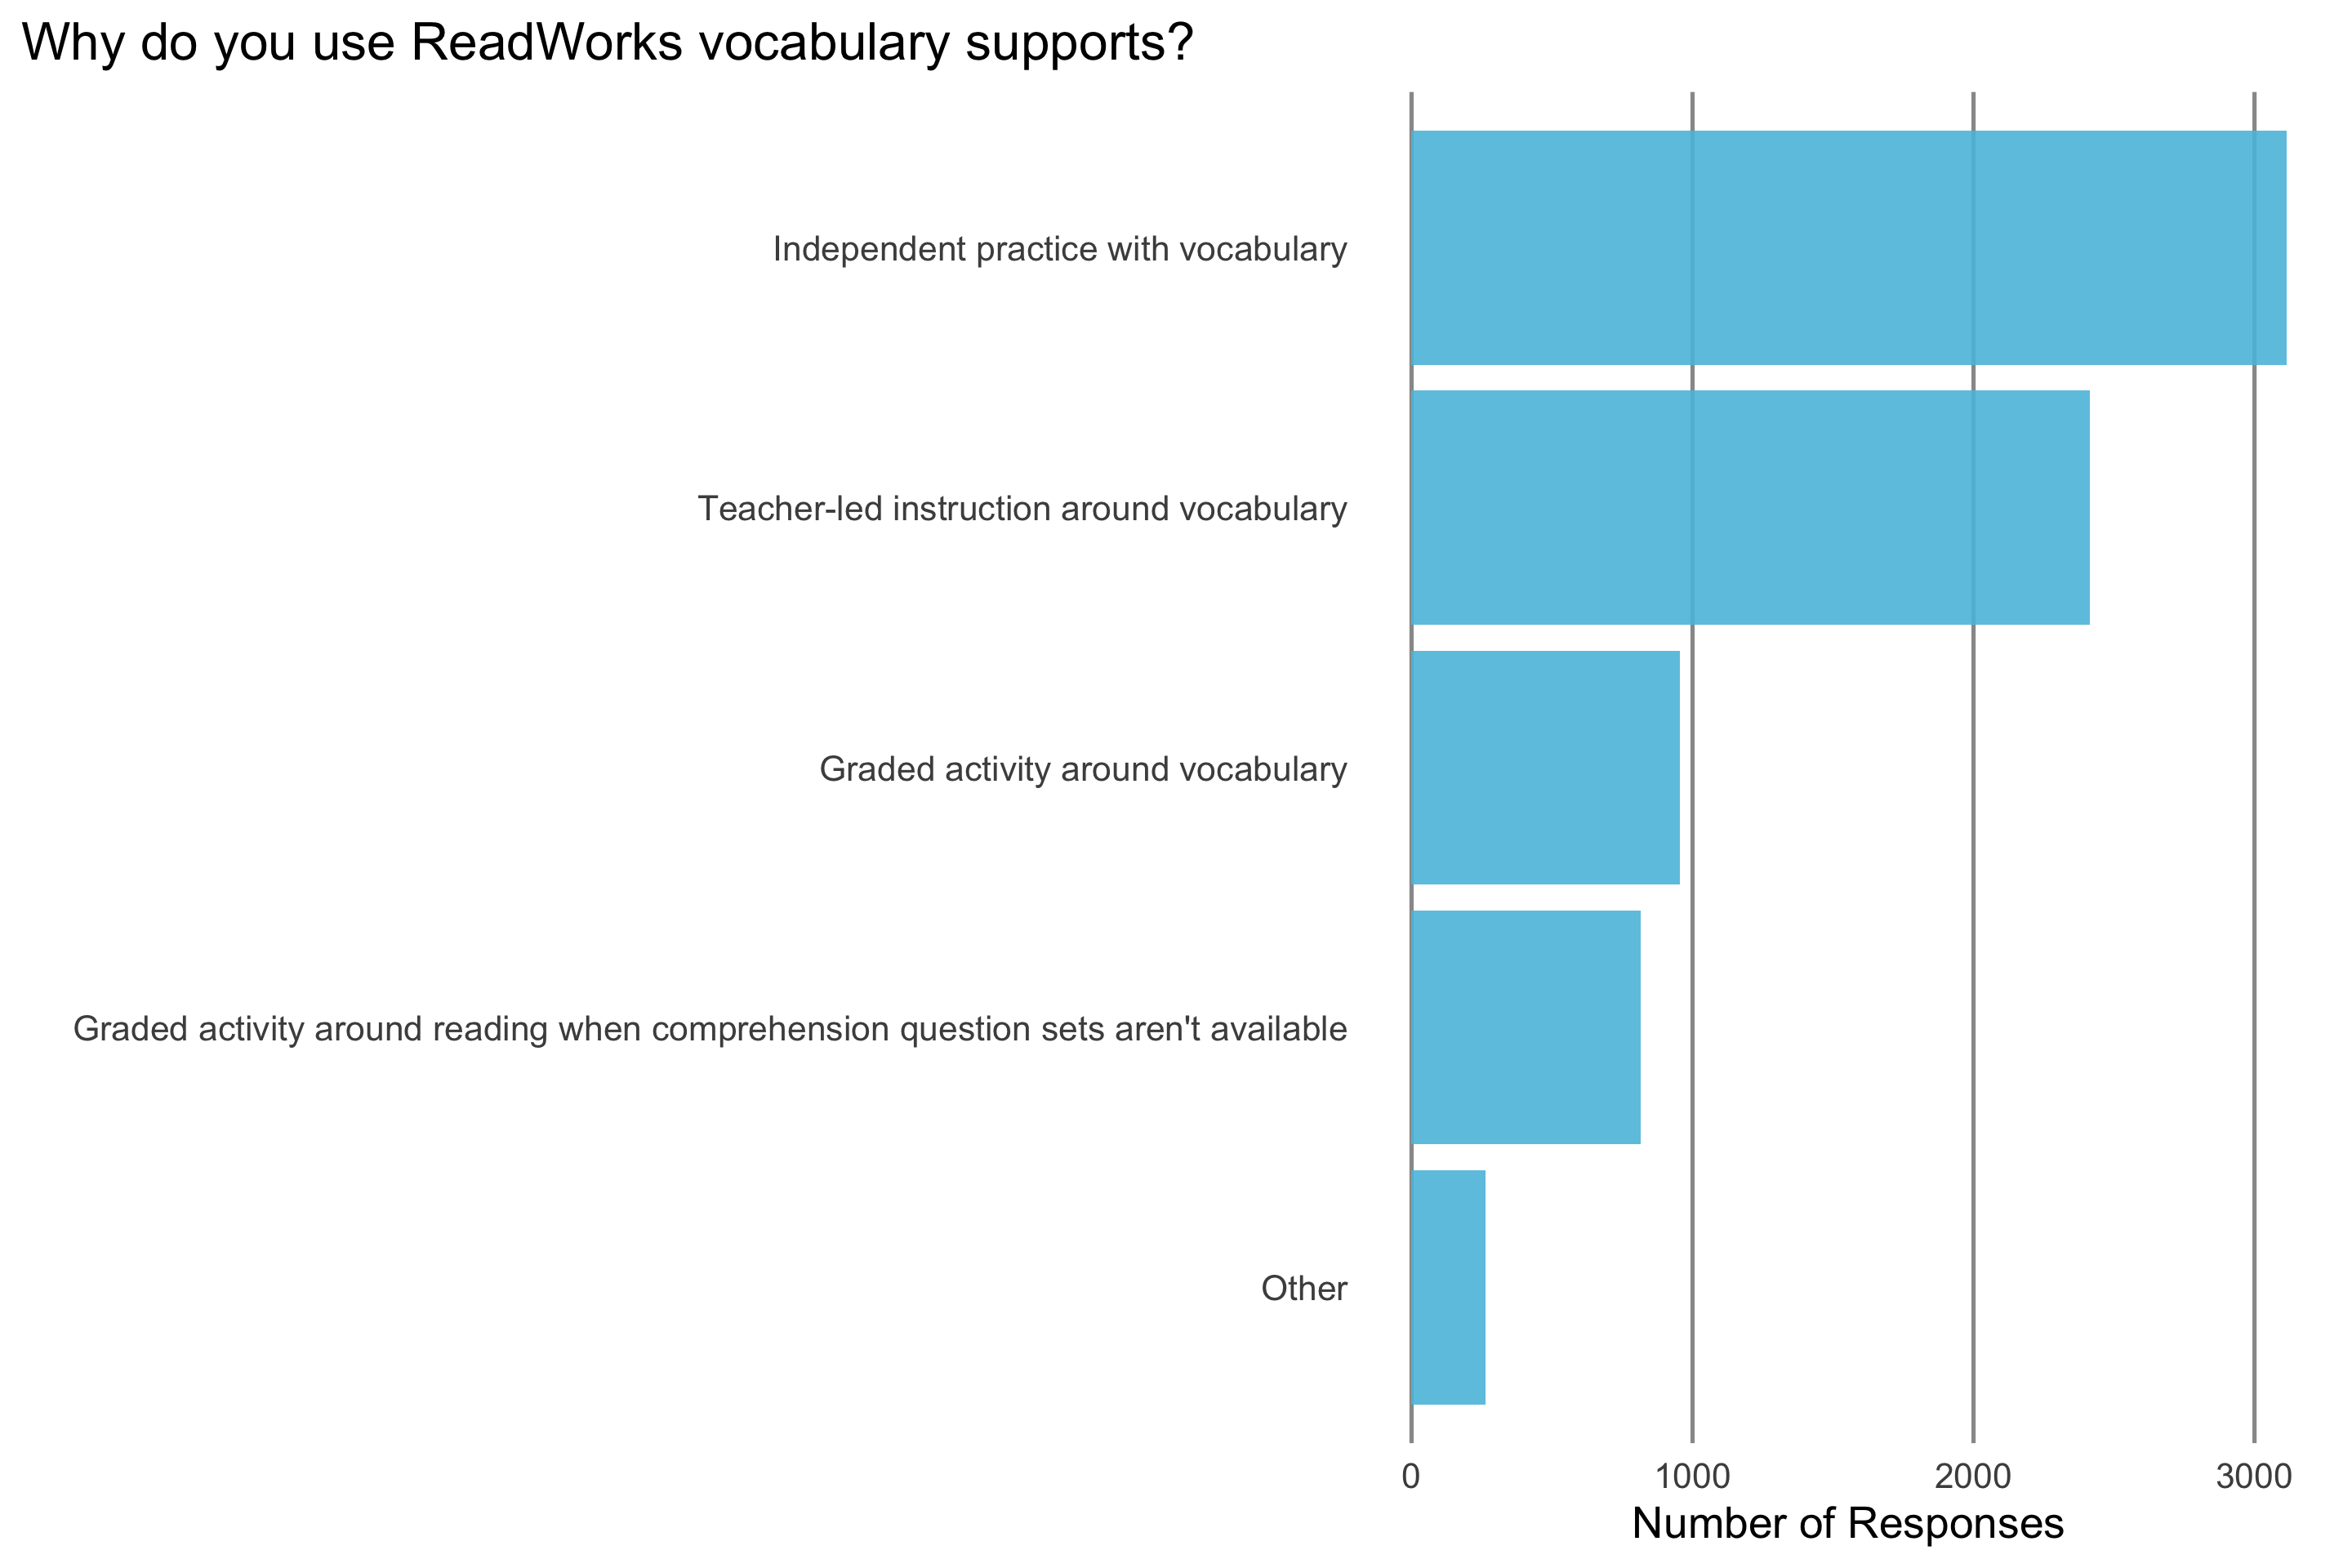 Why do you use ReadWorks vocabulary supports?
Independent practice with vocabulary
Teacher-led instruction around vocabulary
Graded activity around vocabulary
Graded activity around reading when comprehension question sets aren't available
Other
0 1000 2000 3000
Number of Responses